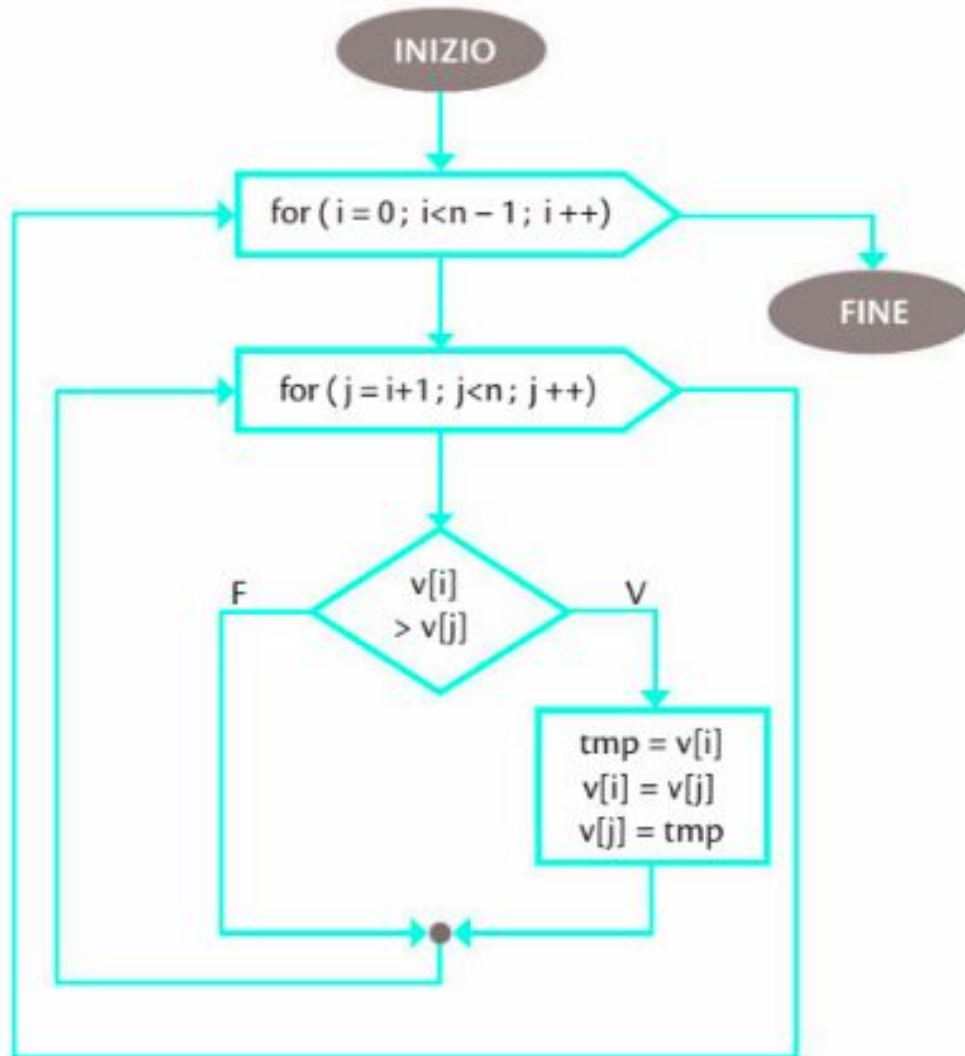 INIZIO
for ( i = 0 ; i<n – 1 ; i ++)
FINE
for ( j = i+1 ; j<n ; j ++)
v[i]
> v[j]
F
V
tmp = v[i]
v[i] = v[j]
v[j] = tmp